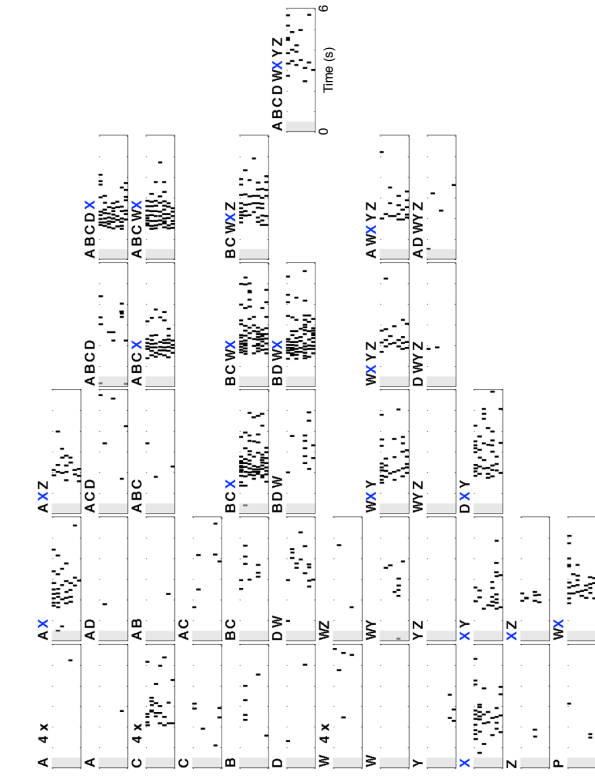 A 4 x
A X
A X Z
A
A D
A C D
A B C D
A B C D X
C 4 x
A B
A B C
A B C X
A B C W X
C
A C
B
B C
B C X
B C W X
B C W X Z
D
D W
B D W
B D W X
A B C D W X Y Z
0
6
Time (s)
W 4 x
W Z
W
W Y
W X Y
W X Y Z
A W X Y Z
Y
Y Z
W Y Z
D W Y Z
A D W Y Z
X
X Y
D X Y
Z
X Z
P
W X